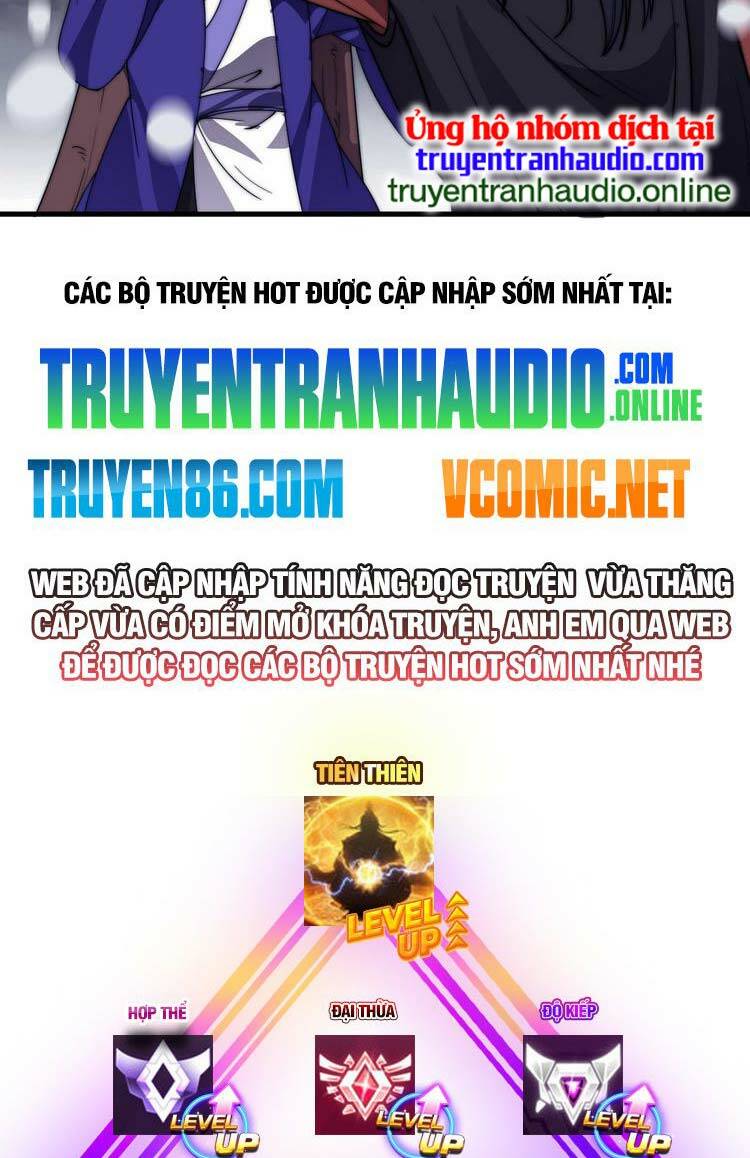 Ủng hộ nhóm dịch tại
truyentranhaudio.com
truyentranhaudio.online
CÁC BỘ TRUYỆN HOT ĐƯỢC CẬP NHẬP SỚM NHẤT TẠI:
TRUYENTRANHAUDIO.COM
.ONLINE
TRUYEN86.COM VCOMIC.NET
WEB ĐÃ CẬP NHẬP TÍNH NĂNG ĐỌC TRUYỆN VỪA THĂNG
CẤP VỪA CÓ ĐIỂM MỞ KHÓA TRUYỆN, ANH EM QUA WEB
ĐỂ ĐƯỢC ĐỌC CÁC BỘ TRUYỆN HOT SỚM NHẤT NHÉ
TIÊN THIÊN
LEVEL
UP
HỢP THỂ ĐẠI THỪA ĐỘ KIẾP
LEVEL LEVEL LEVEL
UP UP UP